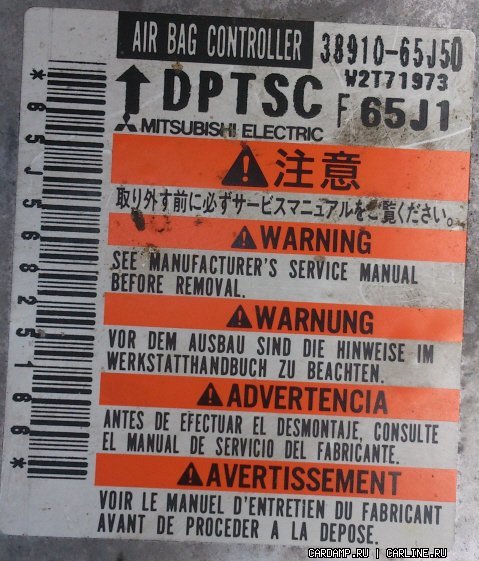 AIR BAG CONTROLLER 38910-65J50
W2T71973
DPTSC F 65J1
MITSUBISHI ELECTRIC
注意
取り外す前に必ずサービスマニュアルをご覧ください。
WARNING
SEE MANUFACTURER'S SERVICE MANUAL
BEFORE REMOVAL.
WARNUNG
VOR DEM AUSBAU SIND DIE HINWEISE IM
WERKSTATTHANDBUCH ZU BEACHTEN.
ADVERTENCIA
ANTES DE EFECTUAR EL DESMONTAJE, CONSULTE
EL MANUAL DE SERVICIO DEL FABRICANTE.
AVERTISSEMENT
VOIR LE MANUEL D'ENTRETIEN DU FABRICANT
AVANT DE PROCEDER A LA DEPOSE.
*65J56825166*
CARDAMP.RU | CARLINE.RU